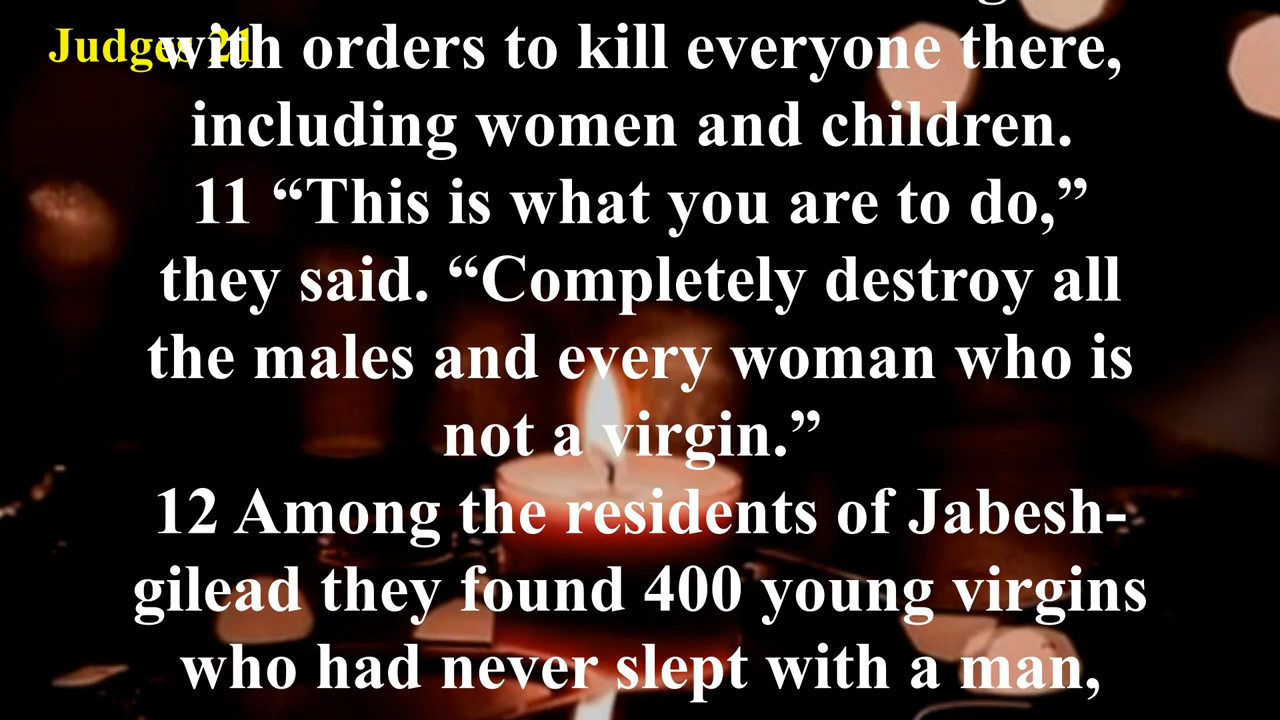 Judges 21
with orders to kill everyone there,
including women and children.
11 “This is what you are to do,”
they said. “Completely destroy all
the males and every woman who is
not a virgin.”
12 Among the residents of Jabesh-
gilead they found 400 young virgins
who had never slept with a man,